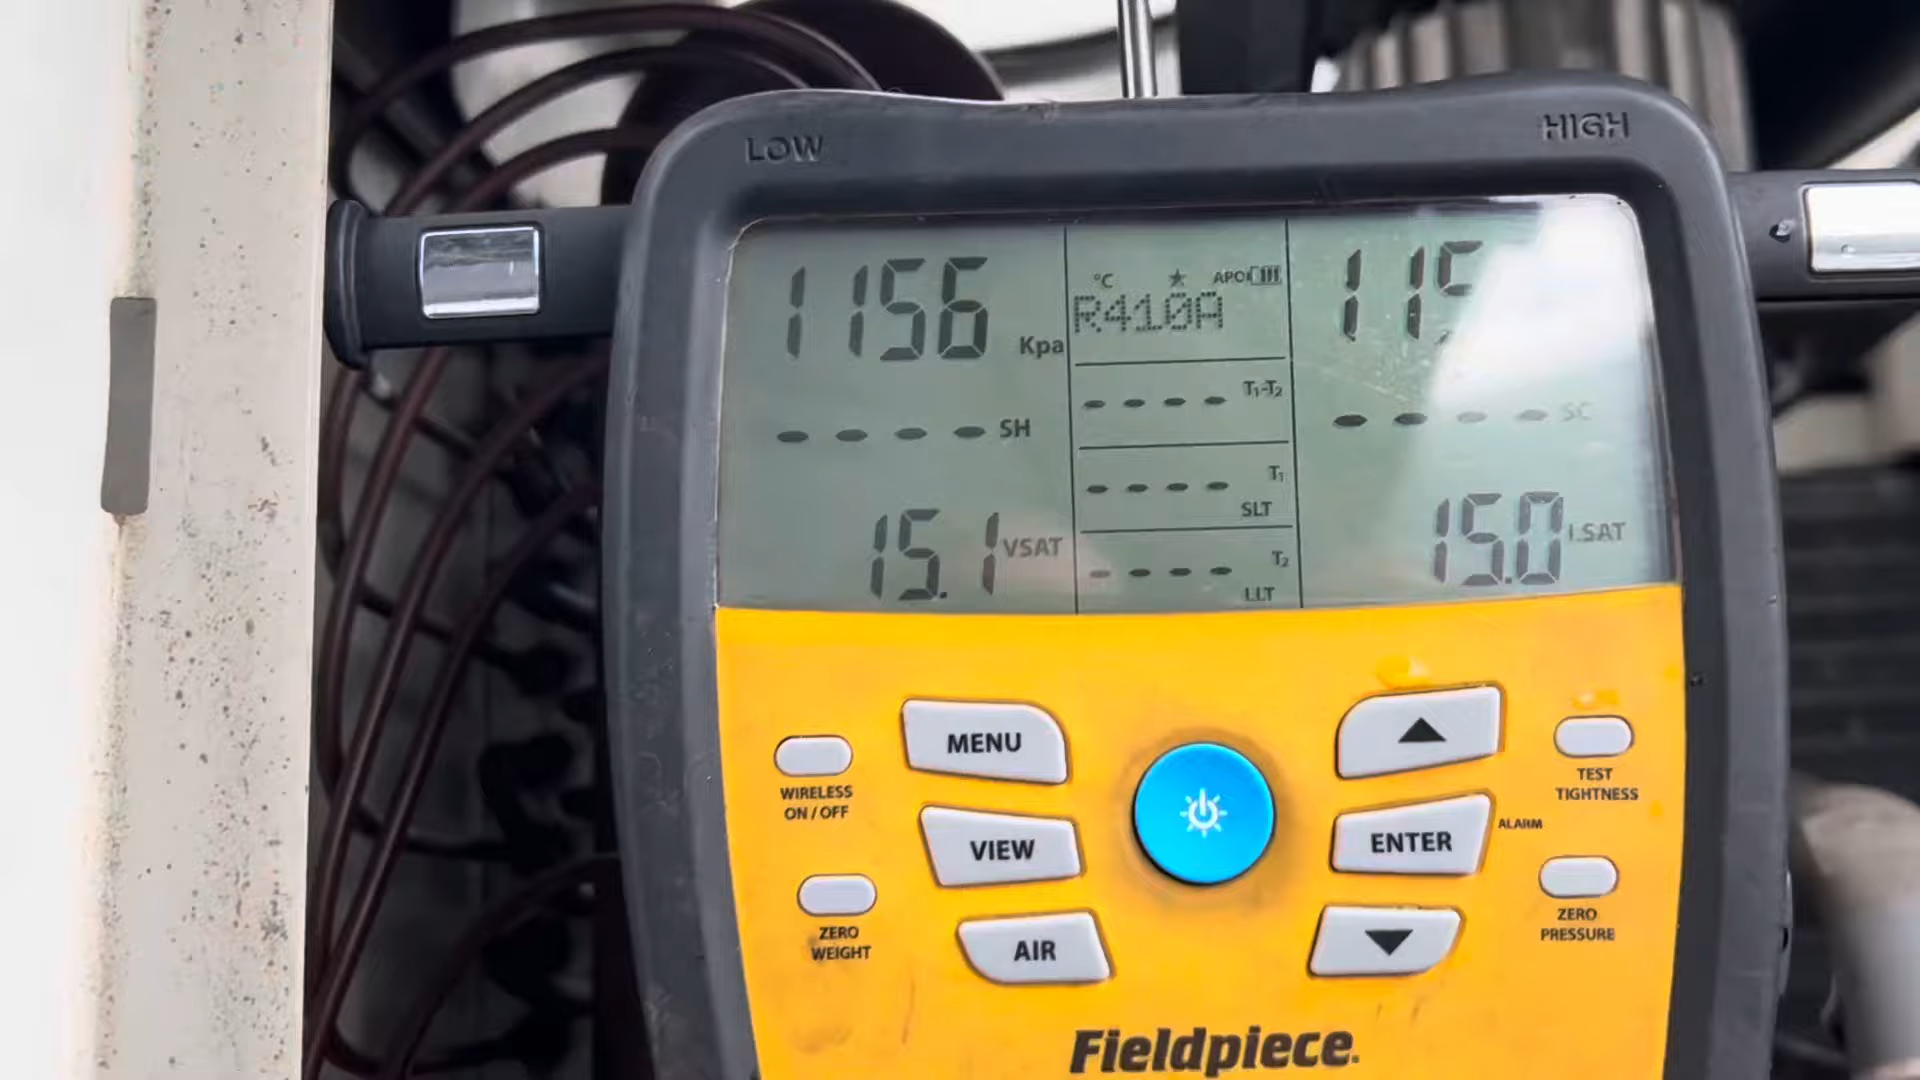 LOW
HIGH
1156
Kpa
°C
APO
R410A
T1-T2
- - - - SH
- - - -
- - - - SC
T1
- - - -
SLT
15.1 VSAT
15.0 LSAT
T2
- - - -
LLT
MENU
WIRELESS
ON / OFF
TEST
TIGHTNESS
VIEW
ENTER
ALARM
ZERO
WEIGHT
AIR
ZERO
PRESSURE
Fieldpiece